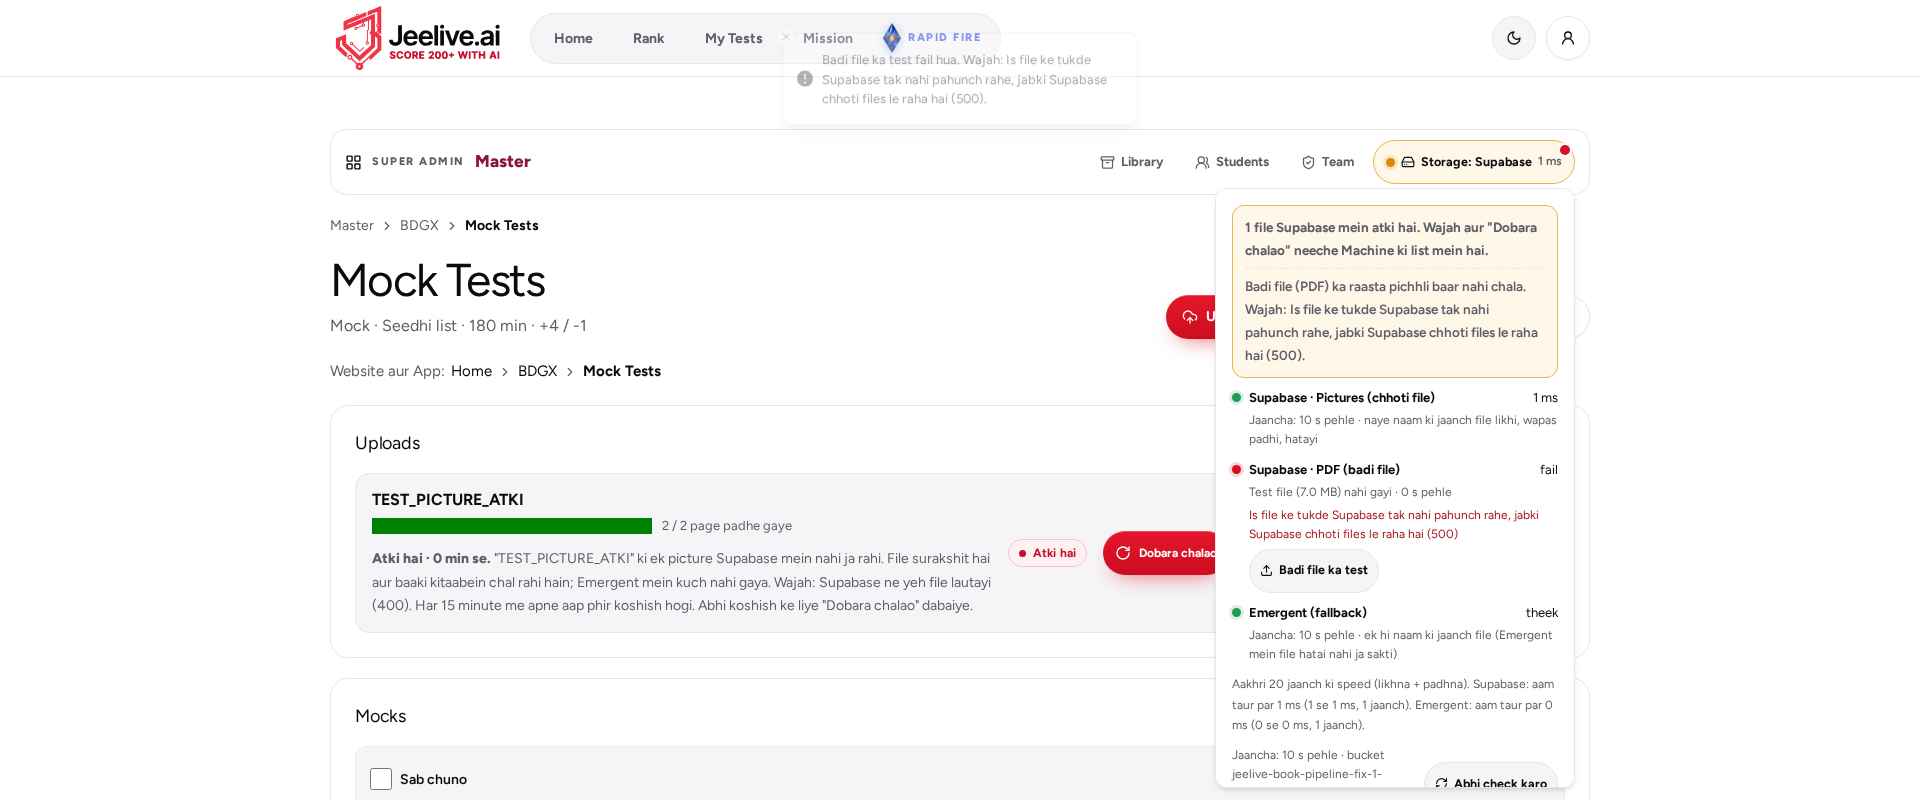 Jeelive.ai
SCORE 200+ WITH AI
Home
Rank
My Tests
Mission
RAPID FIRE
Badi file ka test fail hua. Wajah: Is file ke tukde
Supabase tak nahi pahunch rahe, jabki Supabase
chhoti files le raha hai (500).
SUPER ADMIN Master
Library
Students
Team
Storage: Supabase 1 ms
Master > BDGX > Mock Tests
Mock Tests
Mock · Seedhi list · 180 min · +4 / -1
U
Website aur App: Home > BDGX > Mock Tests
1 file Supabase mein atki hai. Wajah aur "Dobara
chalao" neeche Machine ki list mein hai.
Badi file (PDF) ka raasta pichhli baar nahi chala.
Wajah: Is file ke tukde Supabase tak nahi
pahunch rahe, jabki Supabase chhoti files le raha
hai (500).
Supabase · Pictures (chhoti file) 1 ms
Jaancha: 10 s pehle · naye naam ki jaanch file likhi, wapas
padhi, hatayi
Supabase · PDF (badi file) fail
Test file (7.0 MB) nahi gayi · 0 s pehle
Is file ke tukde Supabase tak nahi pahunch rahe, jabki
Supabase chhoti files le raha hai (500)
Badi file ka test
Emergent (fallback) theek
Jaancha: 10 s pehle · ek hi naam ki jaanch file (Emergent
mein file hatai nahi ja sakti)
Aakhri 20 jaanch ki speed (likhna + padhna). Supabase: aam
taur par 1 ms (1 se 1 ms, 1 jaanch). Emergent: aam taur par 0
ms (0 se 0 ms, 1 jaanch).
Jaancha: 10 s pehle · bucket
jeelive-book-pipeline-fix-1-
Abhi check karo
Uploads
TEST_PICTURE_ATKI
2 / 2 page padhe gaye
Atki hai · 0 min se. "TEST_PICTURE_ATKI" ki ek picture Supabase mein nahi ja rahi. File surakshit hai
aur baaki kitaabein chal rahi hain; Emergent mein kuch nahi gaya. Wajah: Supabase ne yeh file lautayi
(400). Har 15 minute me apne aap phir koshish hogi. Abhi koshish ke liye "Dobara chalao" dabaiye.
Atki hai
Dobara chalao
Mocks
Sab chuno